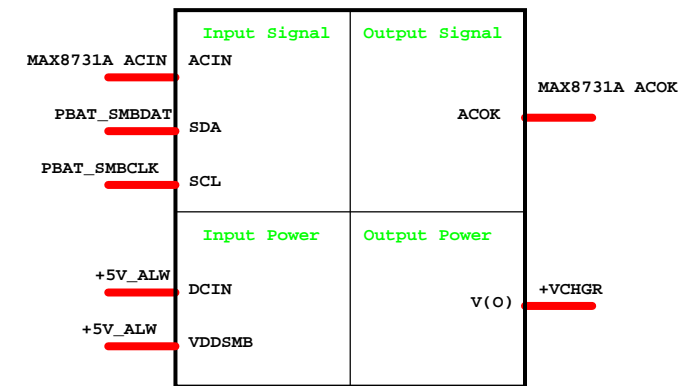 Input Signal Output Signal
MAX8731A ACIN ACIN
MAX8731A ACOK
PBAT_SMBDAT ACOK
SDA
PBAT_SMBCLK
SCL
Input Power Output Power
+5V_ALW
DCIN +VCHGR
V(O)
+5V_ALW
VDDSMB